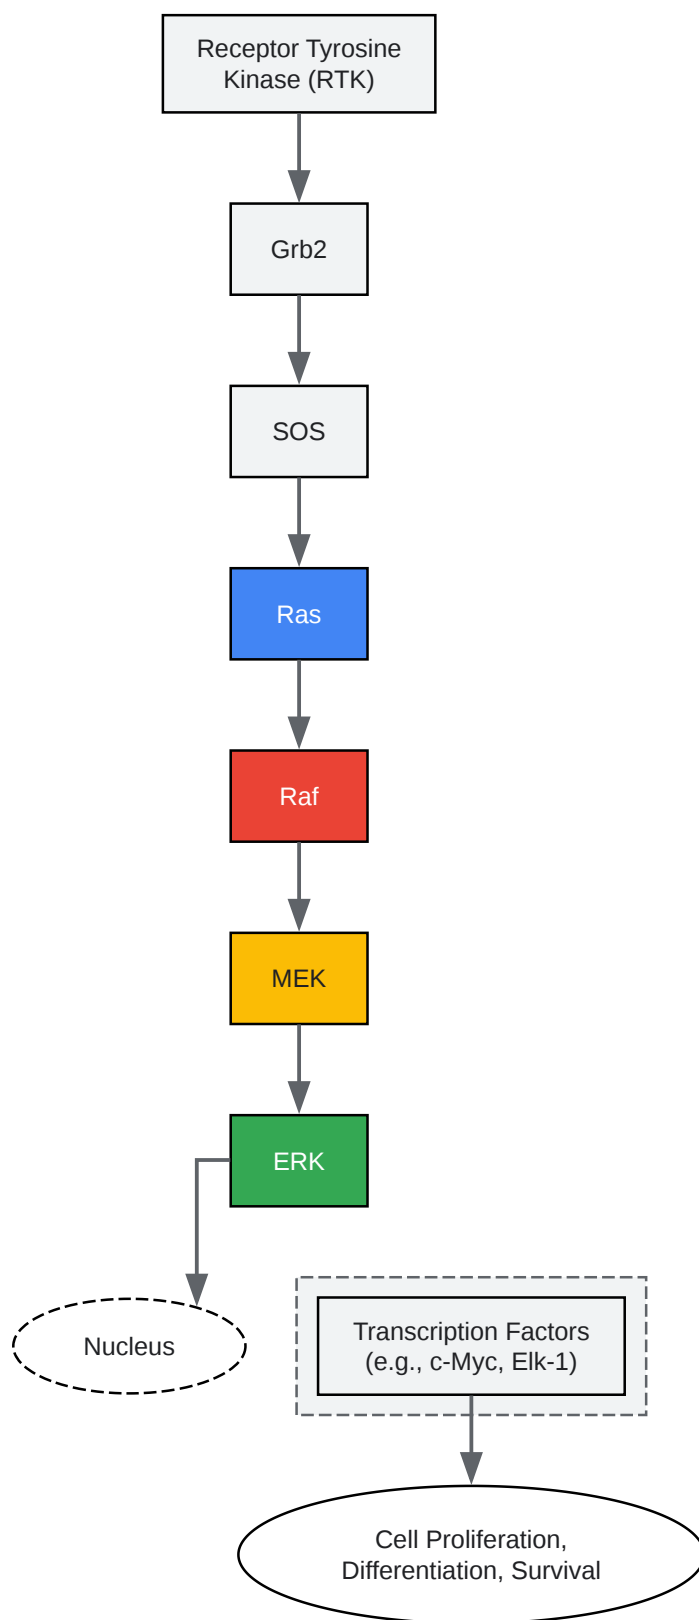 Receptor Tyrosine
Kinase (RTK)
Grb2
SOS
Ras
Raf
MEK
ERK
Nucleus
Transcription Factors
(e.g., c-Myc, Elk-1)
Cell Proliferation,
Differentiation, Survival